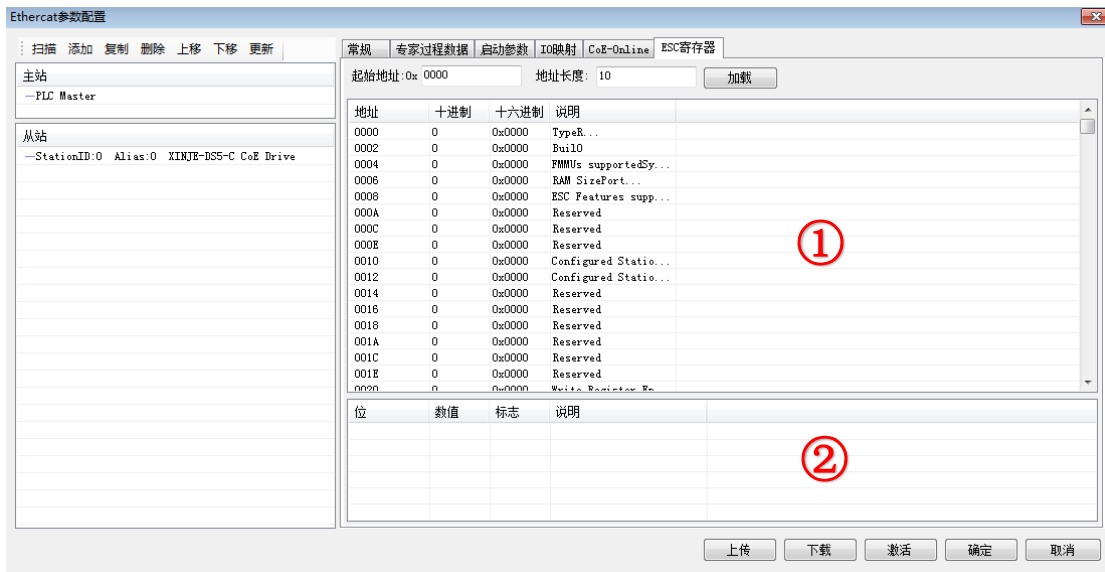 Ethercat参数配置
扫描 添加 复制 删除 上移 下移 更新
常规 专家过程数据 启动参数 IO映射 CoE-Online ESC寄存器
主站
PLC Master
从站
StationID:0 Alias:0 XINJE-DS5-C CoE Drive
起始地址:0x 0000 地址长度: 10 加载
地址 十进制 十六进制 说明
0000 0 0x0000 TypeR...
0002 0 0x0000 Buil0
0004 0 0x0000 FMMUs supportedSy...
0006 0 0x0000 RAM SizePort...
0008 0 0x0000 ESC Features supp...
000A 0 0x0000 Reserved
000C 0 0x0000 Reserved
000E 0 0x0000 Reserved
0010 0 0x0000 Configured Statio...
0012 0 0x0000 Configured Statio...
0014 0 0x0000 Reserved
0016 0 0x0000 Reserved
0018 0 0x0000 Reserved
001A 0 0x0000 Reserved
001C 0 0x0000 Reserved
001E 0 0x0000 Reserved
0020 0 0x0000 Write Register En...
①
位 数值 标志 说明
②
上传 下载 激活 确定 取消